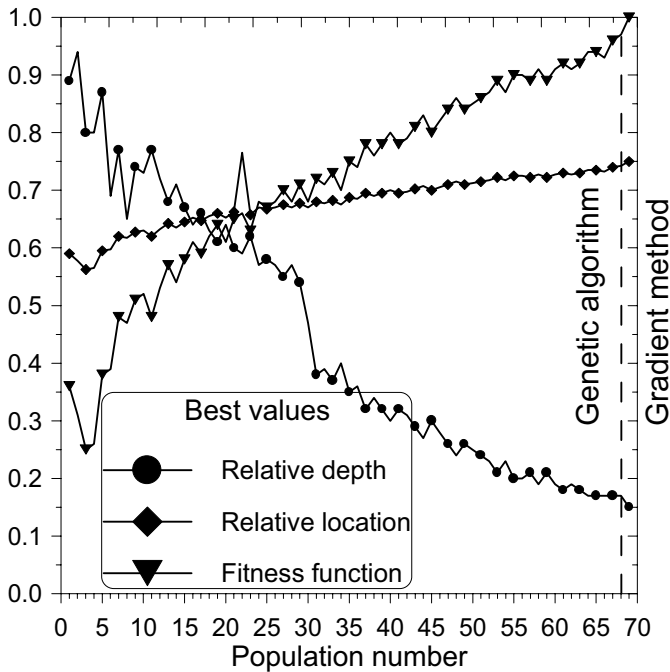 1.0
0.9
0.8
0.7
0.6
0.5
0.4
0.3
0.2
0.1
0.0
Genetic algorithm
Gradient method
Best values
Relative depth
Relative location
Fitness function
0 5 10 15 20 25 30 35 40 45 50 55 60 65 70
Population number